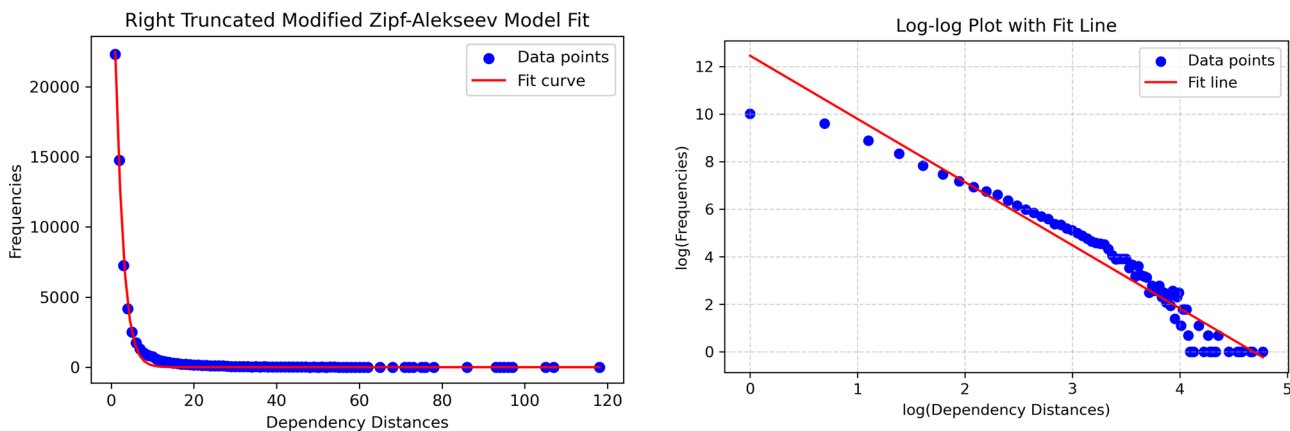 Right Truncated Modified Zipf-Alekseev Model Fit
Data points
Fit curve
20000
15000
10000
5000
0
Frequencies
0 20 40 60 80 100 120
Dependency Distances
Log-log Plot with Fit Line
Data points
Fit line
12
10
8
6
4
2
0
log(Frequencies)
0 1 2 3 4 5
log(Dependency Distances)